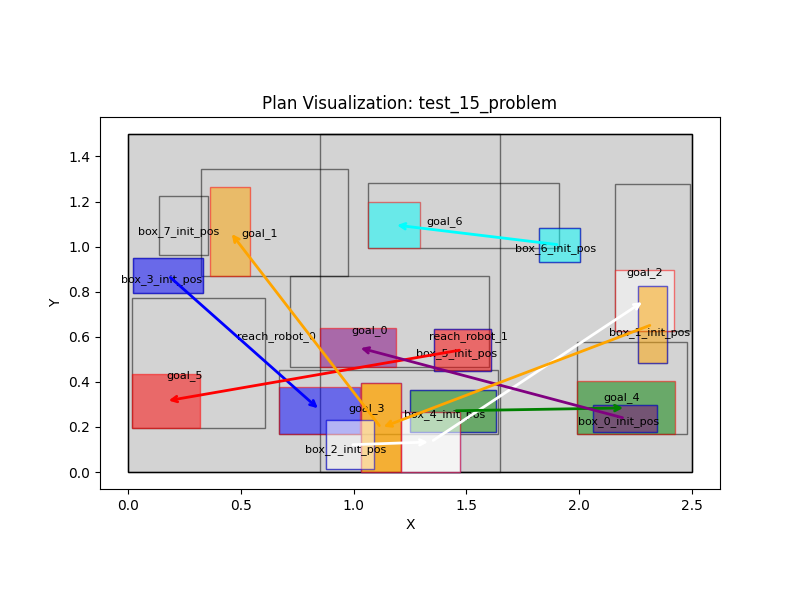 Plan Visualization: test_15_problem
Y
1.4
1.2
1.0
0.8
0.6
0.4
0.2
0.0
goal_6
box_7_init_pos
goal_1
box_6_init_pos
goal_2
box_3_init_pos
goal_0
box_1_init_pos
reach_robot_0
reach_robot_1
box_5_init_pos
goal_5
goal_4
goal_3
box_4_init_pos
box_0_init_pos
box_2_init_pos
0.0 0.5 1.0 1.5 2.0 2.5
X